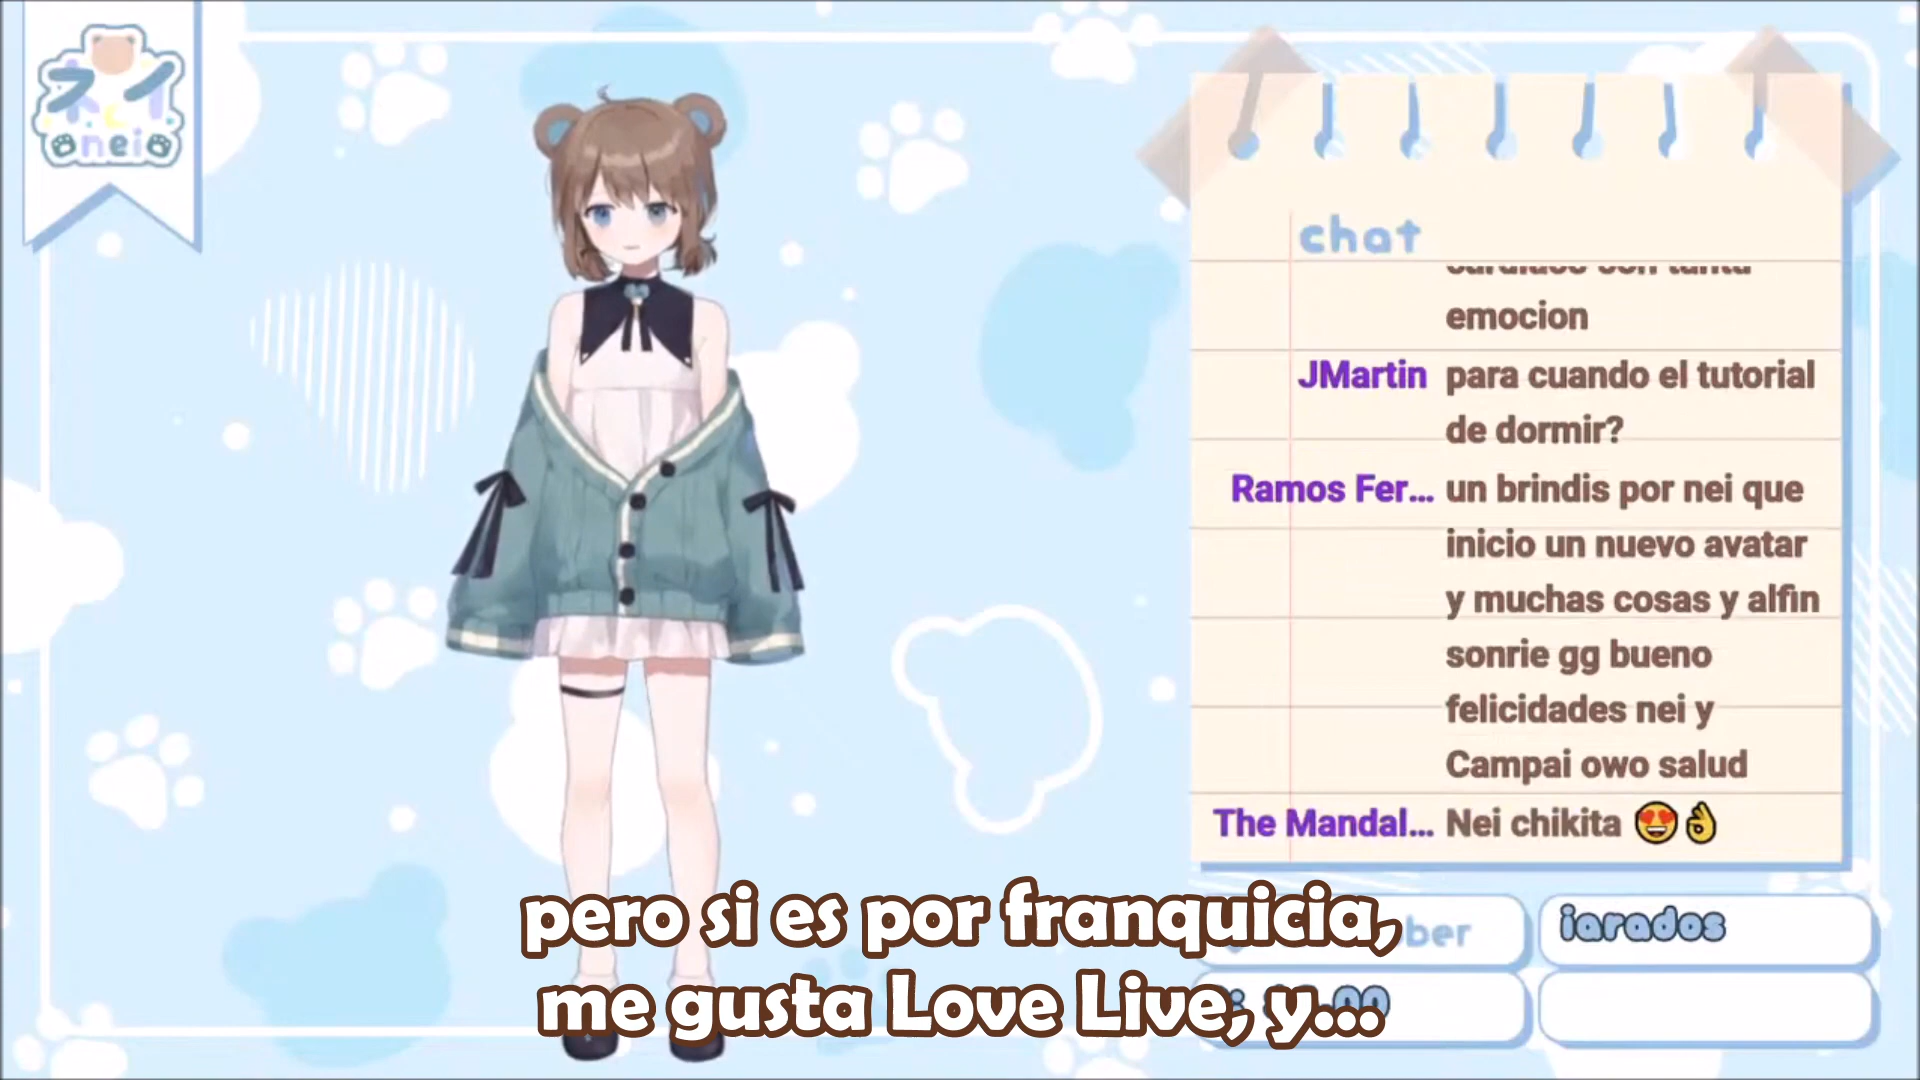 ネイ
nei
chat
emocion
JMartin para cuando el tutorial
de dormir?
Ramos Fer... un brindis por nei que
inicio un nuevo avatar
y muchas cosas y alfin
sonrie gg bueno
felicidades nei y
Campai owo salud
The Mandal... Nei chikita 😍👌
iarados
pero si es por franquicia,
me gusta Love Live, y...